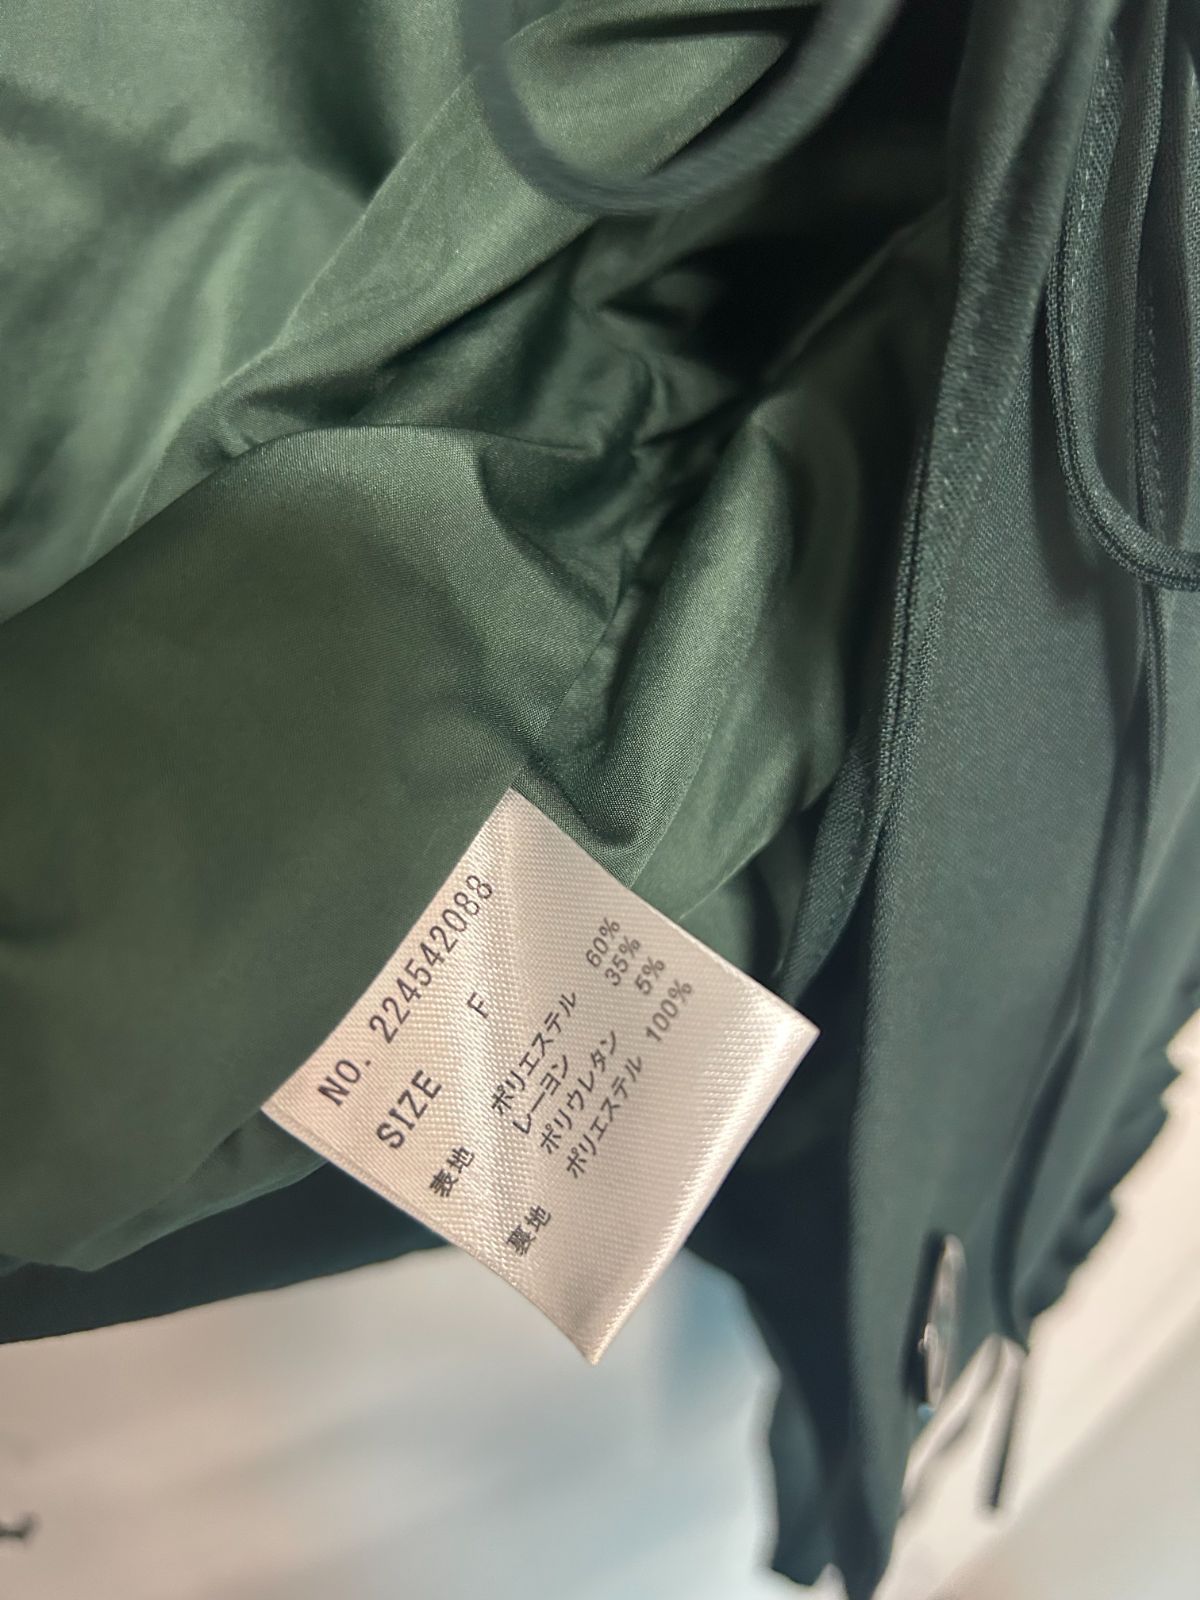 NO. 224542088
SIZE F
表地 ポリエステル 60%
レーヨン 35%
ポリウレタン 5%
裏地 ポリエステル 100%